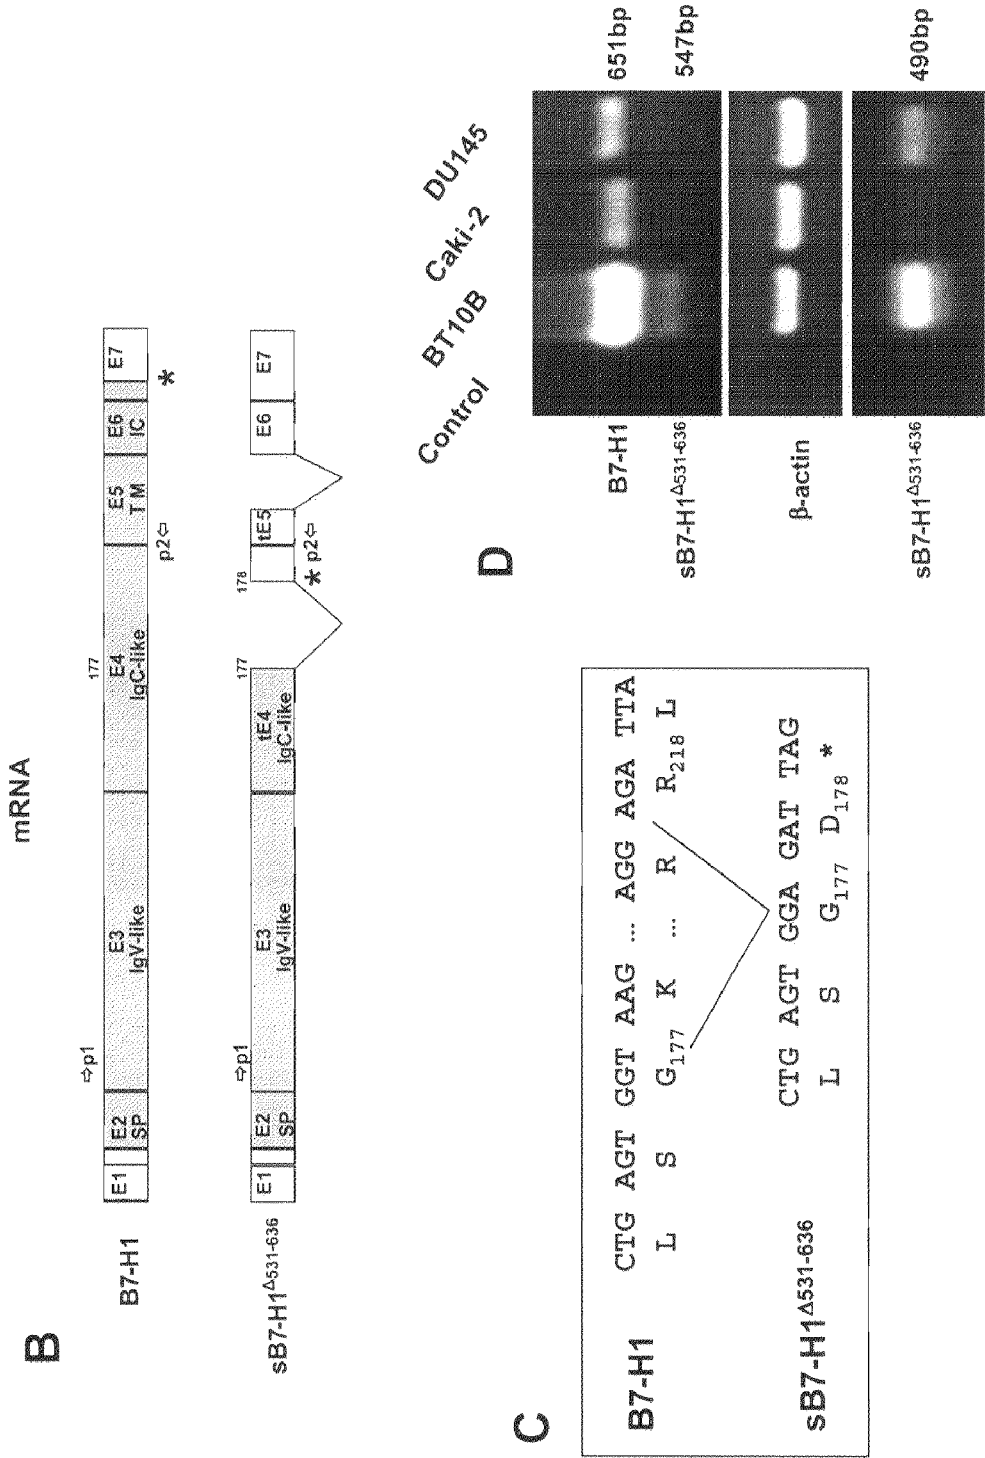 B
mRNA
⇨p1
177
B7-H1
E1 E2 E3 E4 E5 E6 E7
SP IgV-like IgC-like TM IC
p2⇦
*
⇨p1
177
178
sB7-H1Δ531-636
E1 E2 E3 tE4 tE5 E6 E7
SP IgV-like IgC-like
* p2⇦
C
B7-H1
CTG AGT GGT AAG ... AGG AGA TTA
L S G177 K ... R R218 L
sB7-H1Δ531-636
CTG AGT GGA GAT TAG
L S G177 D178 *
D
Control BT10B Caki-2 DU145
B7-H1 651bp
sB7-H1Δ531-636 547bp
β-actin
sB7-H1Δ531-636 490bp